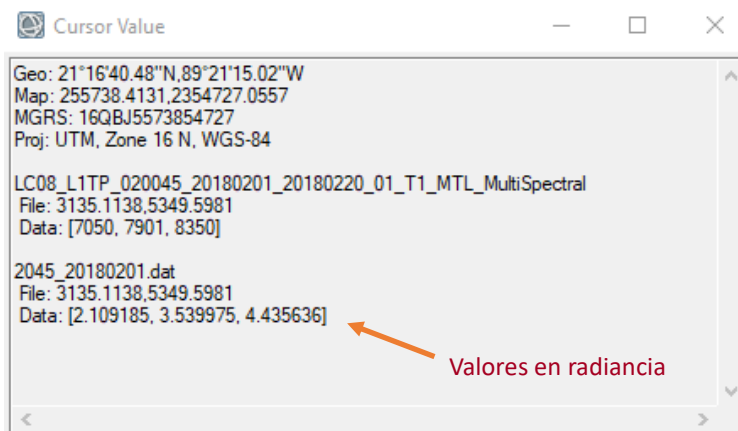 Cursor Value
Geo: 21°16'40.48"N,89°21'15.02"W
Map: 255738.4131,2354727.0557
MGRS: 16QBJ5573854727
Proj: UTM, Zone 16 N, WGS-84
LC08_L1TP_020045_20180201_20180220_01_T1_MTL_MultiSpectral
File: 3135.1138,5349.5981
Data: [7050, 7901, 8350]
2045_20180201.dat
File: 3135.1138,5349.5981
Data: [2.109185, 3.539975, 4.435636]
Valores en radiancia